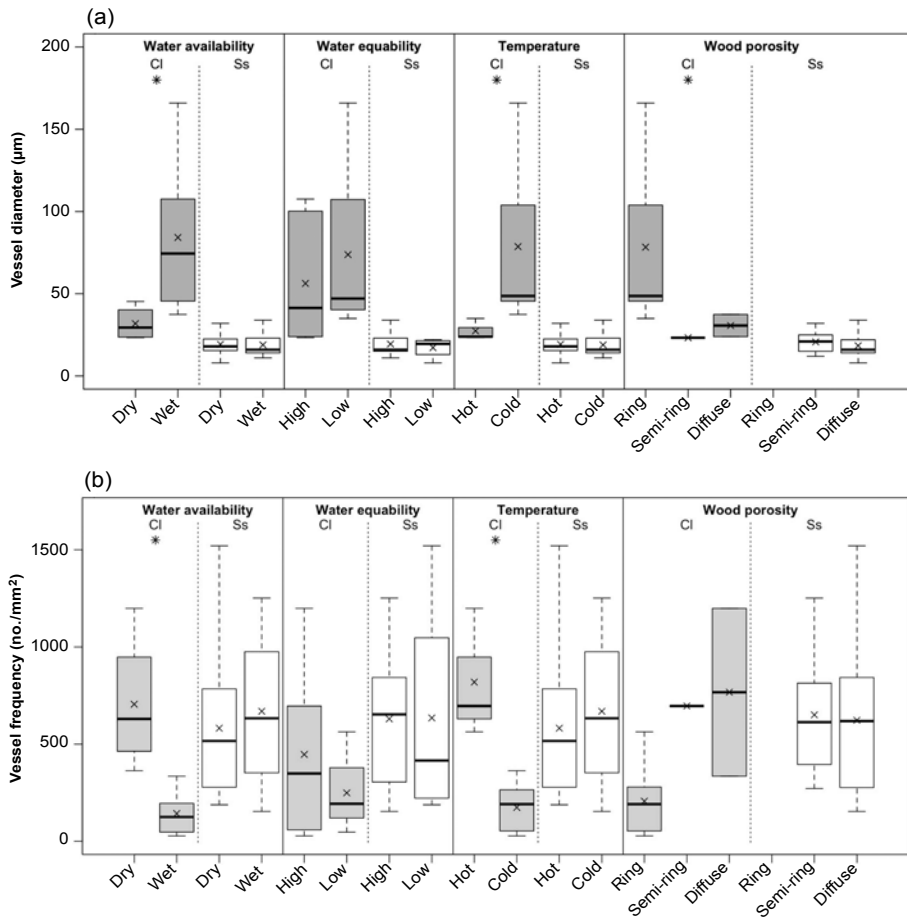 (a)
Water availability Water equability Temperature Wood porosity
Cl Ss Cl Ss Cl Ss Cl Ss
* * *
200
150
100
50
0
Vessel diameter (µm)
Dry Wet Dry Wet High Low High Low Hot Cold Hot Cold Ring Semi-ring Diffuse Ring Semi-ring Diffuse
(b)
Water availability Water equability Temperature Wood porosity
Cl Ss Cl Ss Cl Ss Cl Ss
* *
1500
1000
500
0
Vessel frequency (no./mm²)
Dry Wet Dry Wet High Low High Low Hot Cold Hot Cold Ring Semi-ring Diffuse Ring Semi-ring Diffuse